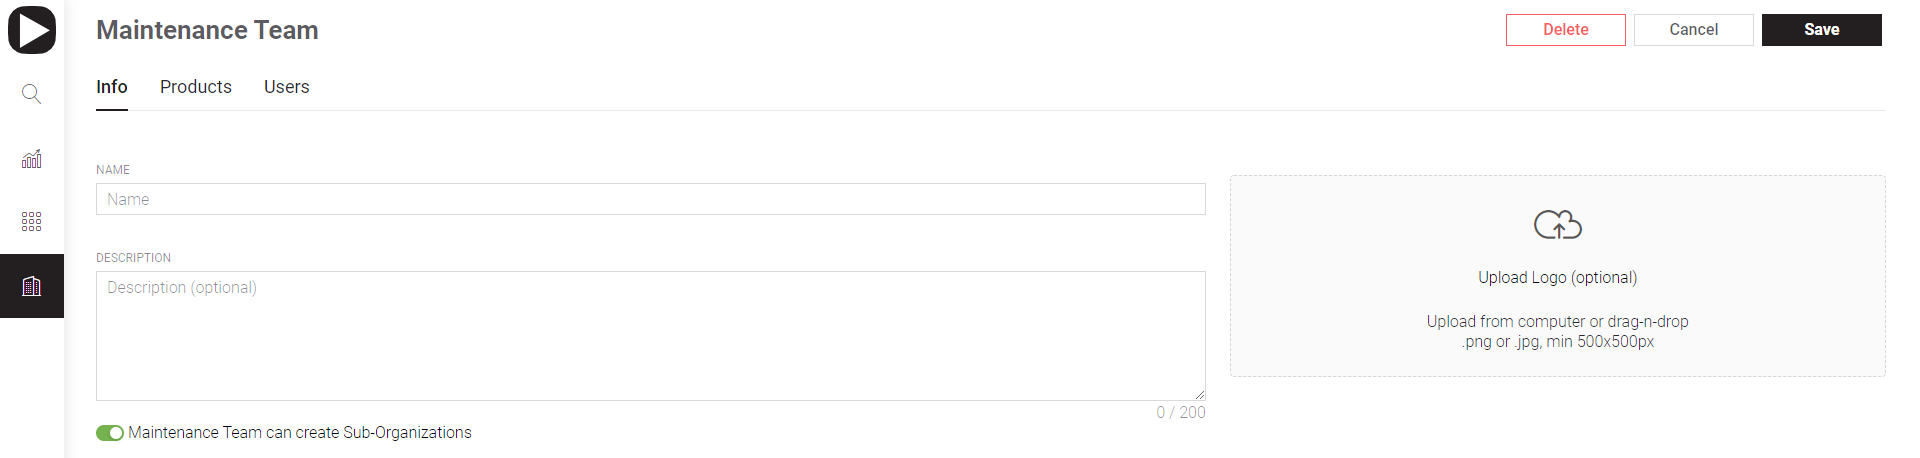 Maintenance Team
Delete
Cancel
Save
Info
Products
Users
NAME
Name
DESCRIPTION
Description (optional)
0 / 200
Maintenance Team can create Sub-Organizations
Upload Logo (optional)
Upload from computer or drag-n-drop
.png or .jpg, min 500x500px